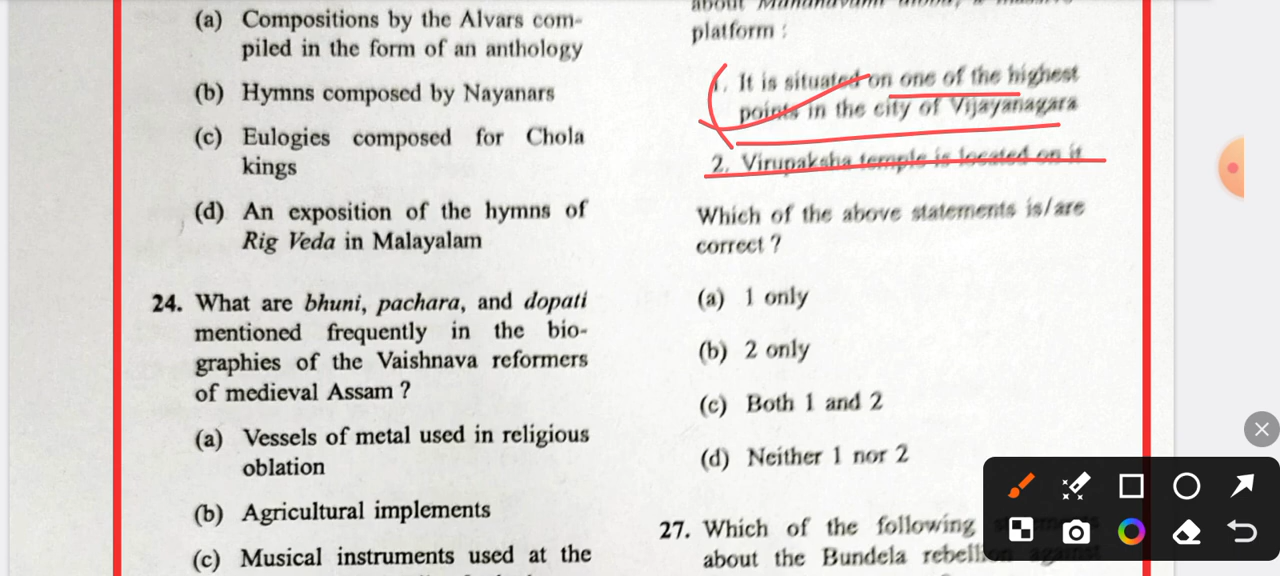 (a) Compositions by the Alvars com-
piled in the form of an anthology
(b) Hymns composed by Nayanars
(c) Eulogies composed for Chola
kings
(d) An exposition of the hymns of
Rig Veda in Malayalam
24. What are bhuni, pachara, and dopati
mentioned frequently in the bio-
graphies of the Vaishnava reformers
of medieval Assam ?
(a) Vessels of metal used in religious
oblation
(b) Agricultural implements
(c) Musical instruments used at the
about
platform :
1. It is situated on one of the highest
points in the city of Vijayanagara
2. Virupaksha temple is located on it
Which of the above statements is/are
correct ?
(a) 1 only
(b) 2 only
(c) Both 1 and 2
(d) Neither 1 nor 2
27. Which of the following
about the Bundela